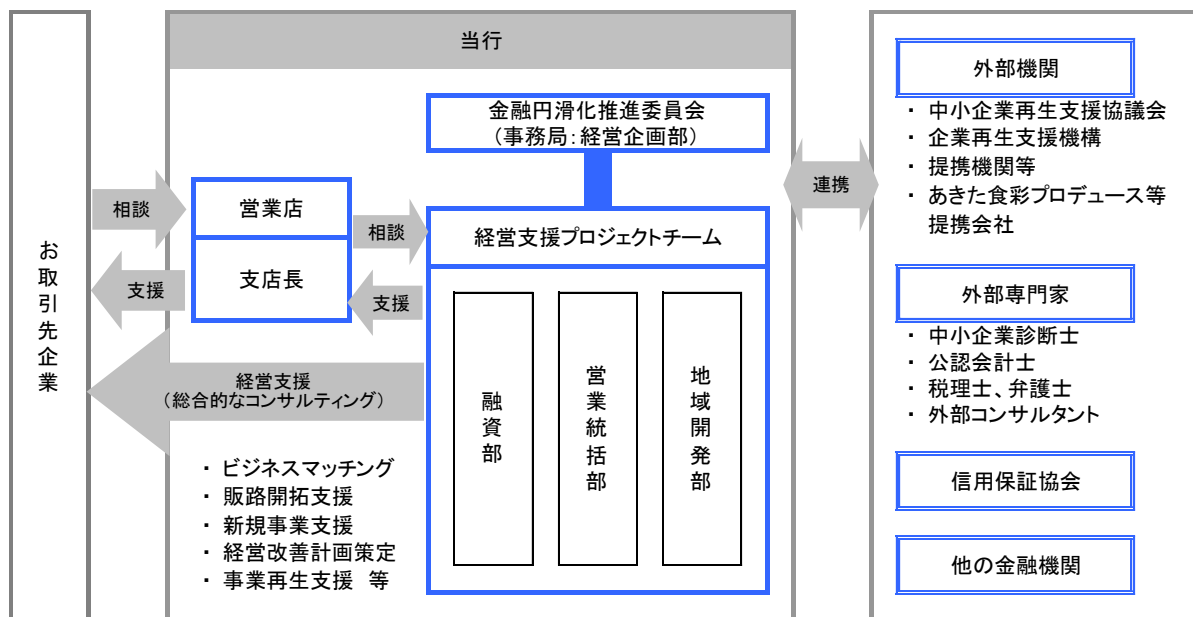 お取引先企業
相談
支援
当行
営業店
支店長
相談
支援
金融円滑化推進委員会
(事務局:経営企画部)
経営支援プロジェクトチーム
融資部
営業統括部
地域開発部
経営支援
(総合的なコンサルティング)
・ ビジネスマッチング
・ 販路開拓支援
・ 新規事業支援
・ 経営改善計画策定
・ 事業再生支援 等
連携
外部機関
・ 中小企業再生支援協議会
・ 企業再生支援機構
・ 提携機関等
・ あきた食彩プロデュース等
提携会社
外部専門家
・ 中小企業診断士
・ 公認会計士
・ 税理士、弁護士
・ 外部コンサルタント
信用保証協会
他の金融機関